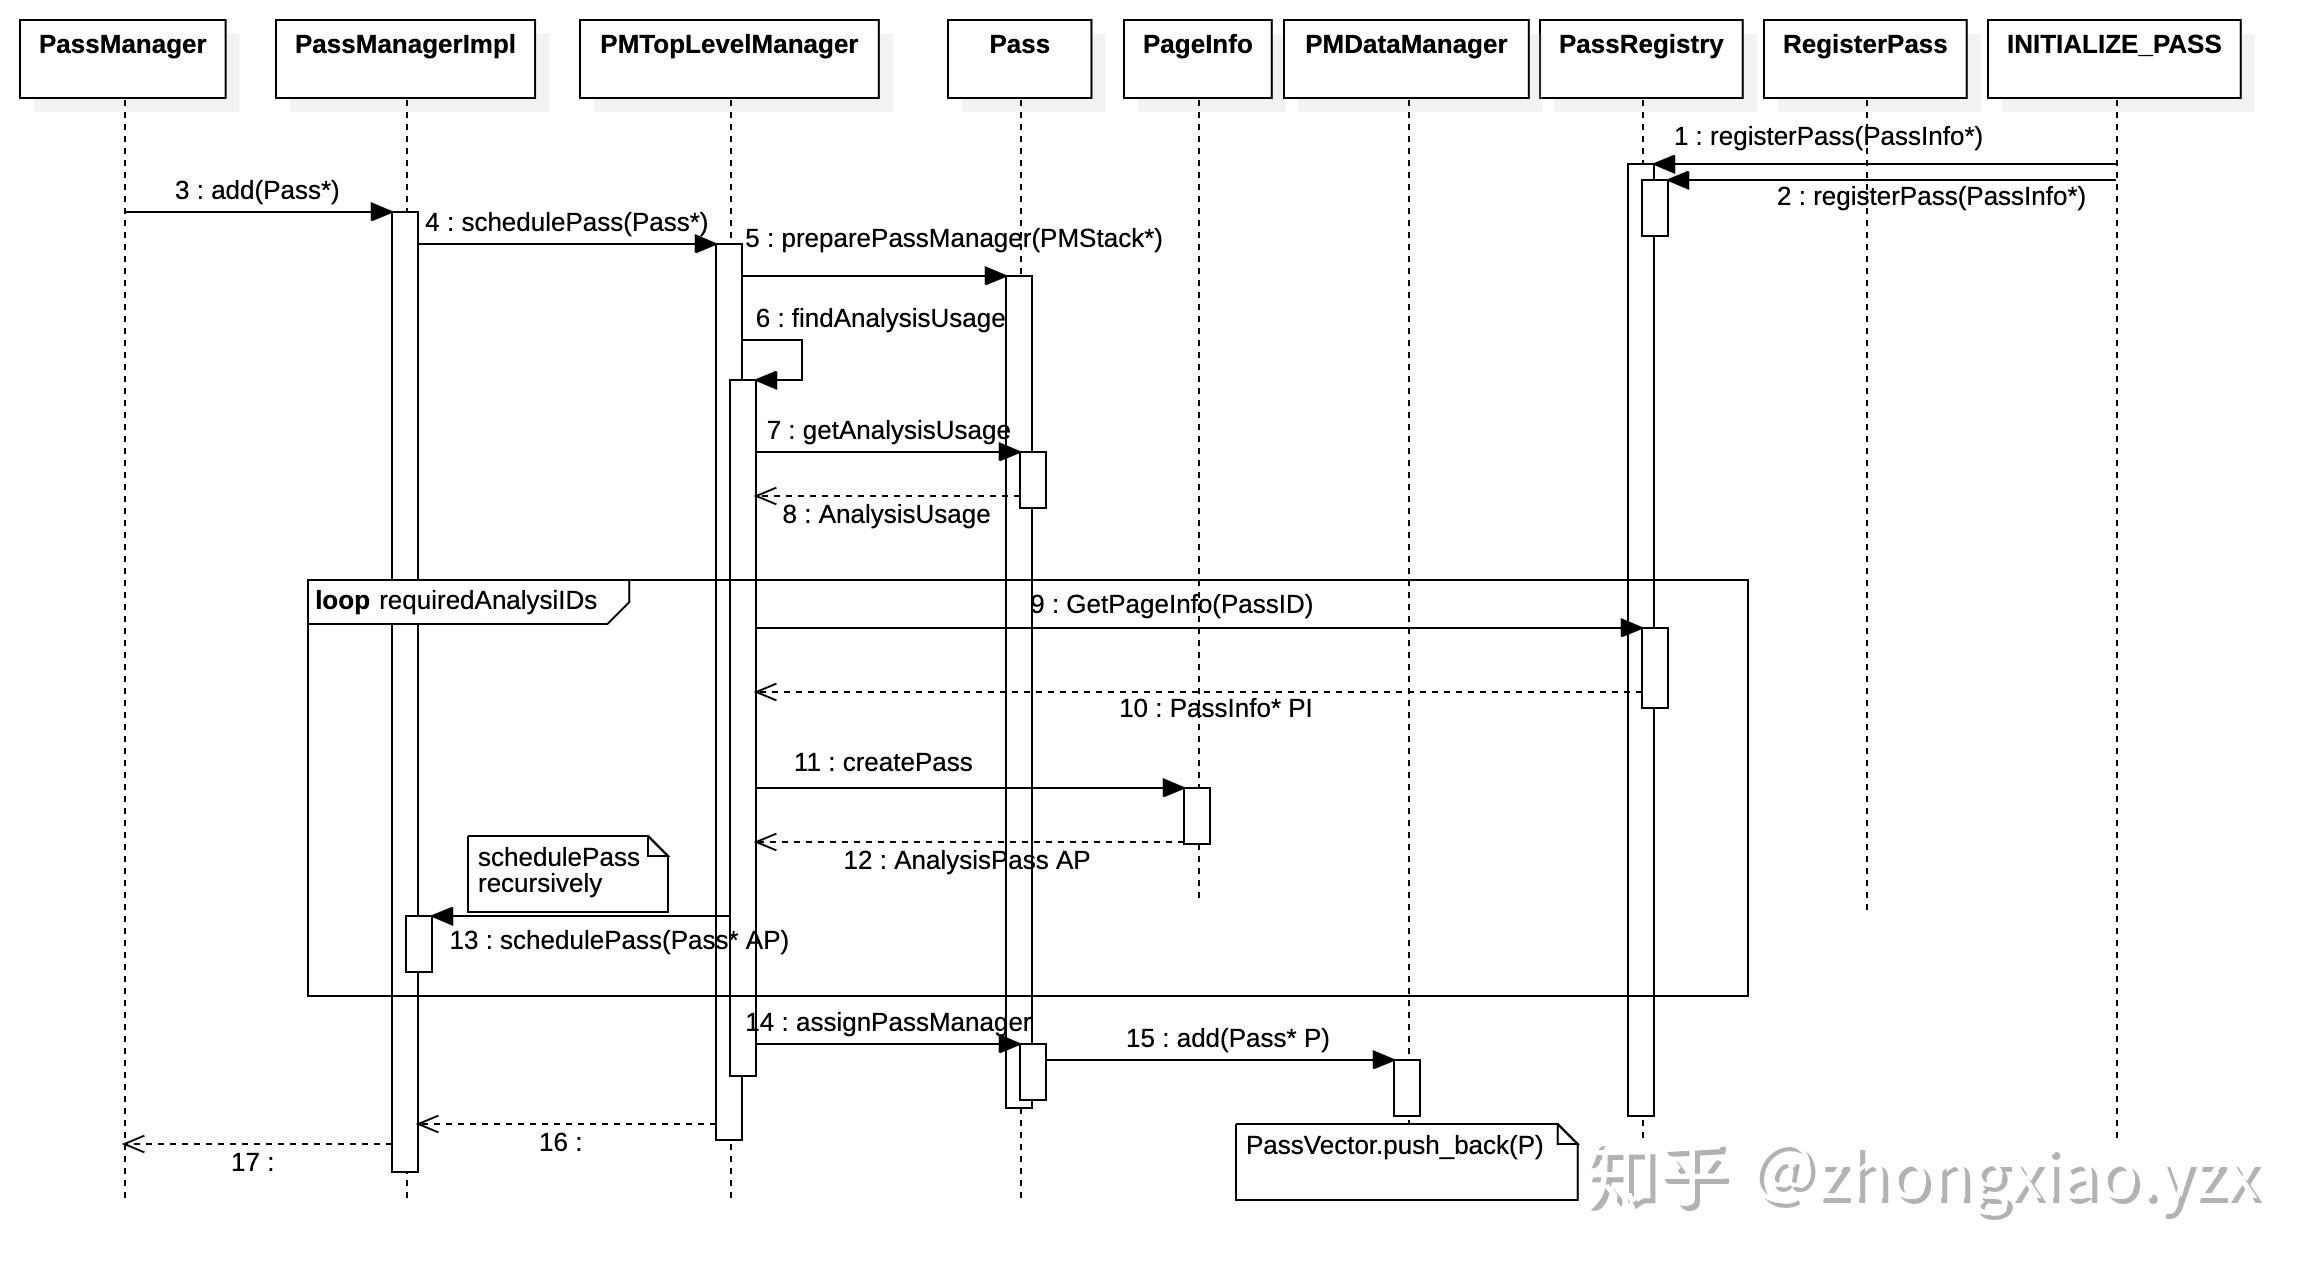 PassManager
PassManagerImpl
PMTopLevelManager
Pass
PageInfo
PMDataManager
PassRegistry
RegisterPass
INITIALIZE_PASS
1 : registerPass(PassInfo*)
2 : registerPass(PassInfo*)
3 : add(Pass*)
4 : schedulePass(Pass*)
5 : preparePassManager(PMStack*)
6 : findAnalysisUsage
7 : getAnalysisUsage
8 : AnalysisUsage
loop requiredAnalysiIDs
9 : GetPageInfo(PassID)
10 : PassInfo* PI
11 : createPass
12 : AnalysisPass AP
schedulePass
recursively
13 : schedulePass(Pass* AP)
14 : assignPassManager
15 : add(Pass* P)
16 :
17 :
PassVector.push_back(P)
知乎 @zhongxiao.yzx